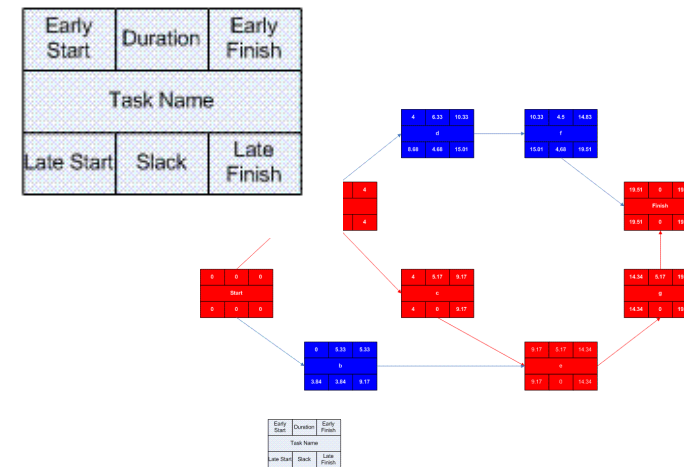 Early Start Duration Early Finish
Task Name
Late Start Slack Late Finish
4 6.33 10.33
d
8.68 4.68 15.01
10.33 4.5 14.83
f
15.01 4.68 19.51
4
4
19.51 0 19
Finish
19.51 0 19
0 0 0
Start
0 0 0
4 5.17 9.17
c
4 0 9.17
14.34 5.17 19
g
14.34 0 19
0 5.33 5.33
b
3.84 3.84 9.17
9.17 5.17 14.34
e
9.17 0 14.34
Early Start Duration Early Finish
Task Name
Late Start Slack Late Finish